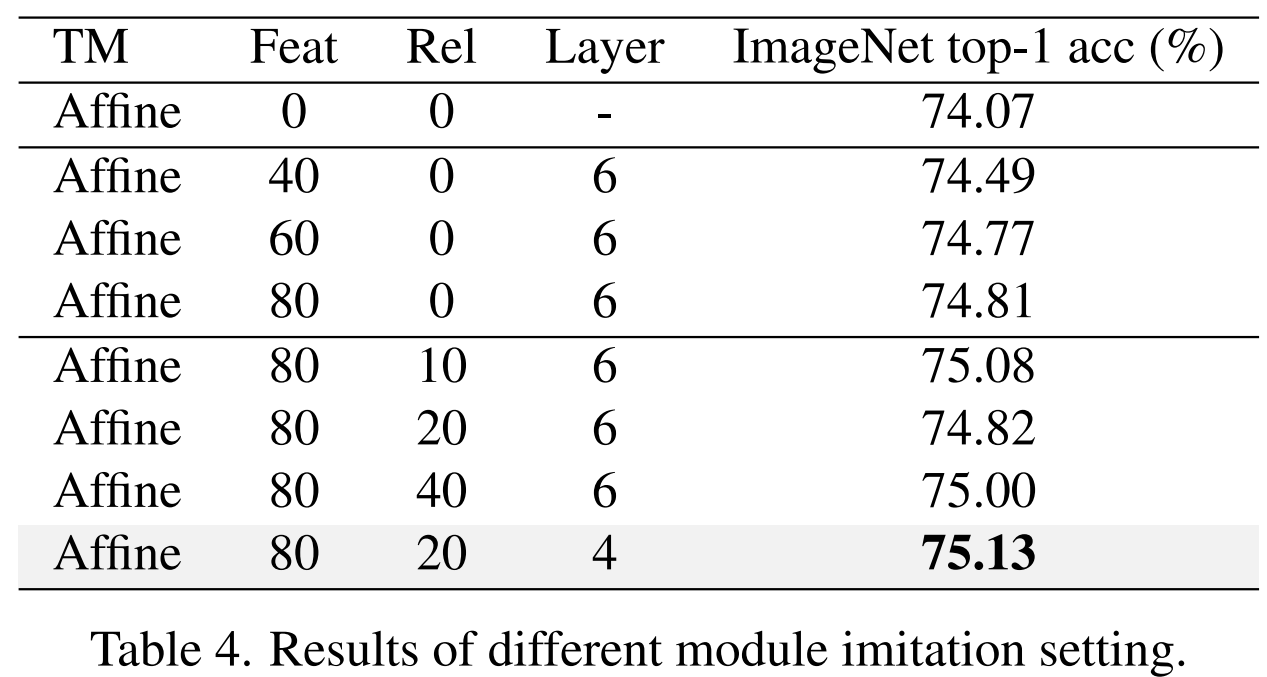 TM Feat Rel Layer ImageNet top-1 acc (%)
Affine 0 0 - 74.07
Affine 40 0 6 74.49
Affine 60 0 6 74.77
Affine 80 0 6 74.81
Affine 80 10 6 75.08
Affine 80 20 6 74.82
Affine 80 40 6 75.00
Affine 80 20 4 75.13
Table 4. Results of different module imitation setting.